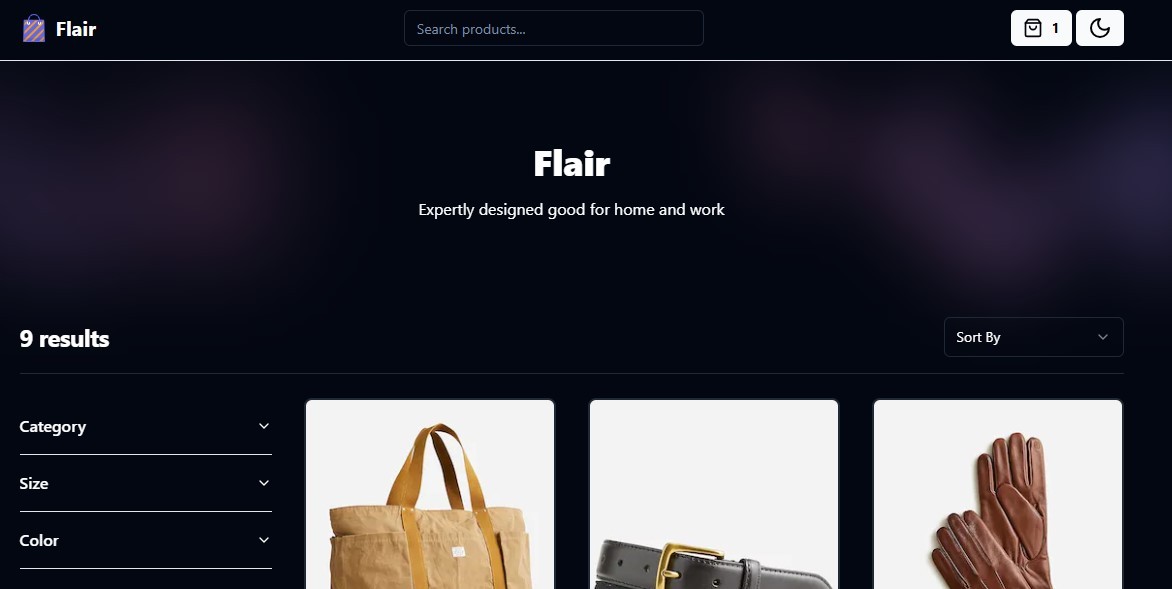 Flair
Search products...
1
Flair
Expertly designed good for home and work
9 results
Sort By
Category
Size
Color